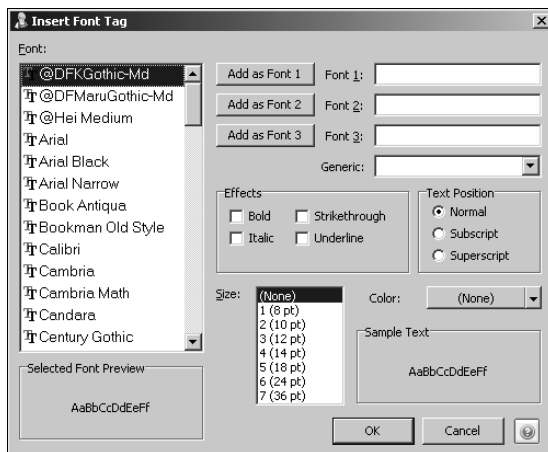 Insert Font Tag
Font:
@DFKGothic-Md
@DFMaruGothic-Md
@Hei Medium
Arial
Arial Black
Arial Narrow
Book Antiqua
Bookman Old Style
Calibri
Cambria
Cambria Math
Candara
Century Gothic
Selected Font Preview
AaBbCcDdEeFf
Add as Font 1 Font 1:
Add as Font 2 Font 2:
Add as Font 3 Font 3:
Generic:
Effects
Bold Strikethrough
Italic Underline
Text Position
Normal
Subscript
Superscript
Size:
(None)
1 (8 pt)
2 (10 pt)
3 (12 pt)
4 (14 pt)
5 (18 pt)
6 (24 pt)
7 (36 pt)
Color: (None)
Sample Text
AaBbCcDdEeFf
OK Cancel